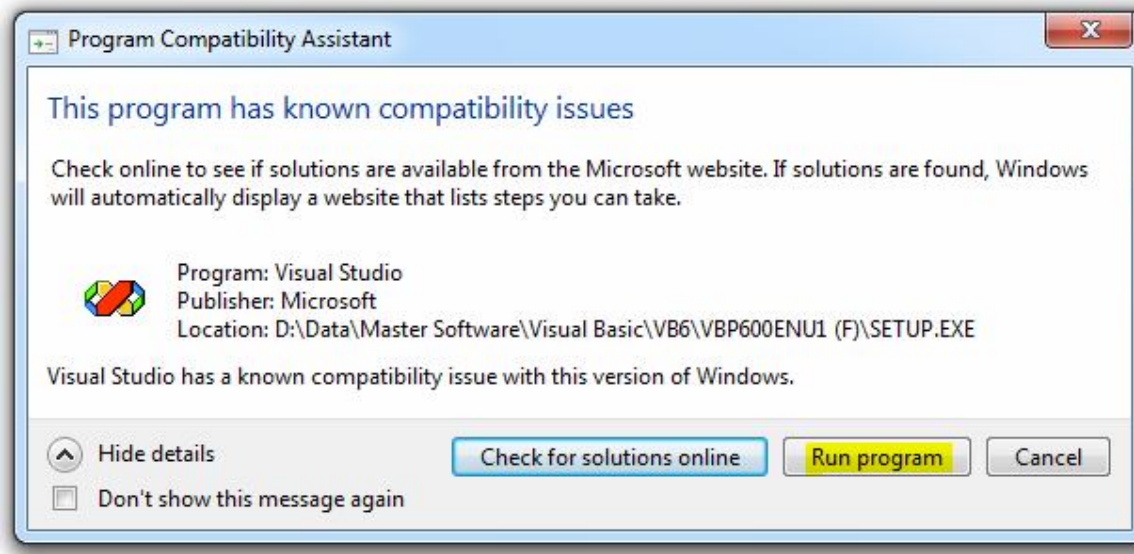 Program Compatibility Assistant
This program has known compatibility issues
Check online to see if solutions are available from the Microsoft website. If solutions are found, Windows
will automatically display a website that lists steps you can take.
Program: Visual Studio
Publisher: Microsoft
Location: D:\Data\Master Software\Visual Basic\VB6\VBP600ENU1 (F)\SETUP.EXE
Visual Studio has a known compatibility issue with this version of Windows.
Hide details Check for solutions online Run program Cancel
Don't show this message again